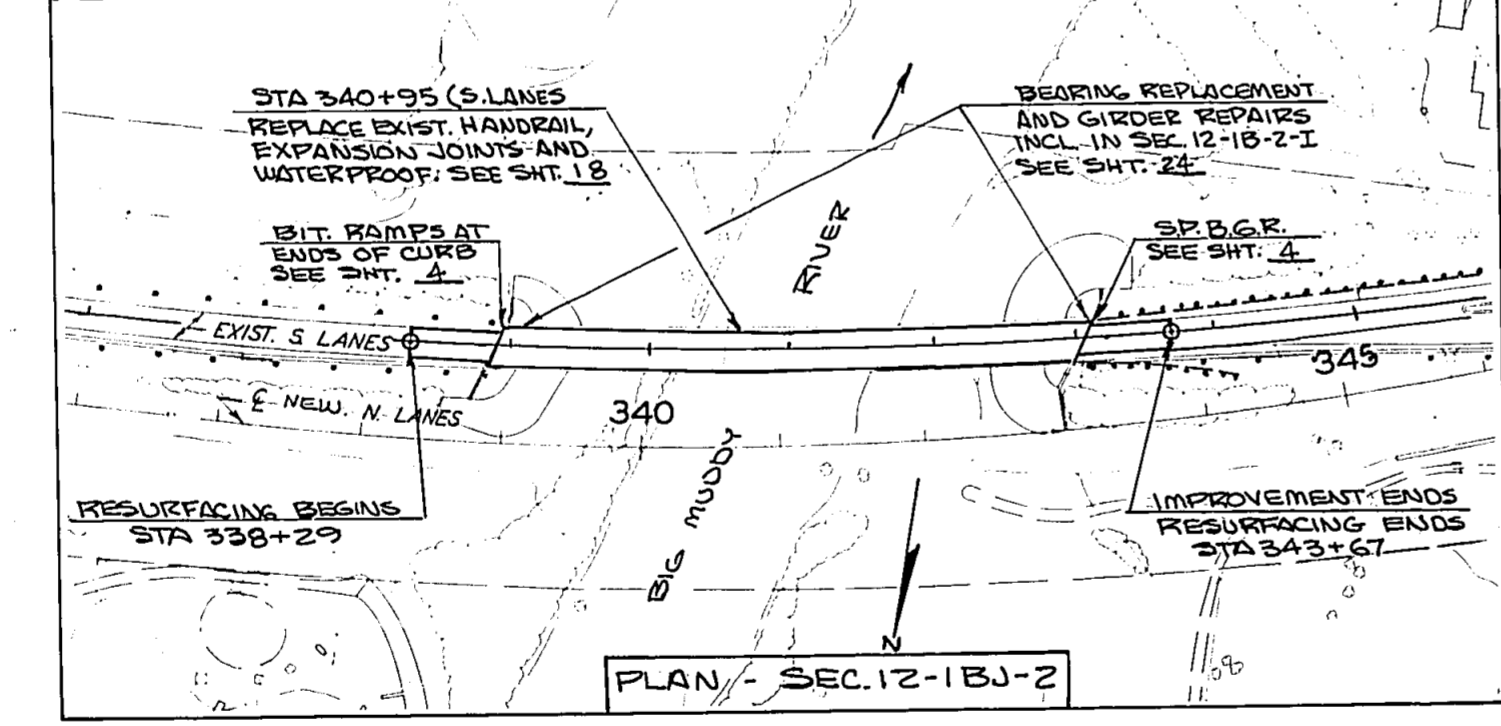 STA 340+95 (S. LANES
REPLACE EXIST. HANDRAIL,
EXPANSION JOINTS AND
WATERPROOF. SEE SHT. 18
BEARING REPLACEMENT
AND GIRDER REPAIRS
INCL. IN SEC. 12-1B-2-I
SEE SHT. 24
BIT. RAMPS AT
ENDS OF CURB
SEE SHT. 4
RIVER
S.P.B.G.R.
SEE SHT. 4
EXIST. S. LANES
℄ NEW. N. LANES
340
345
BIG MUDDY
RESURFACING BEGINS
STA 338+29
IMPROVEMENT ENDS
RESURFACING ENDS
STA 343+67
N
PLAN - SEC. 12-1BJ-2